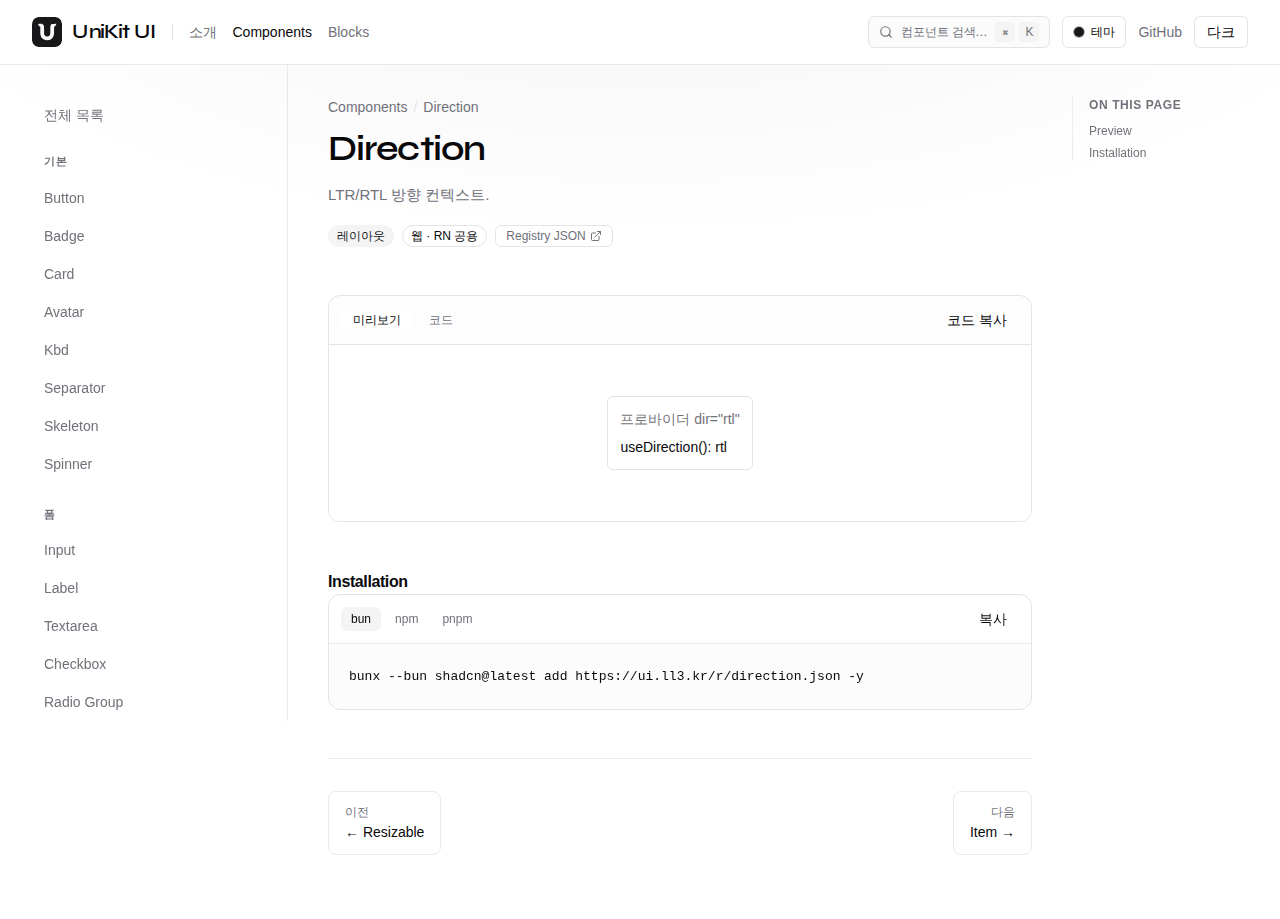 UniKit UI 소개 Components Blocks 컴포넌트 검색… ⌘ K 테마 GitHub 다크
전체 목록
기본
Button
Badge
Card
Avatar
Kbd
Separator
Skeleton
Spinner
폼
Input
Label
Textarea
Checkbox
Radio Group
Components / Direction
Direction
LTR/RTL 방향 컨텍스트.
레이아웃 웹 · RN 공용 Registry JSON
미리보기 코드 코드 복사
프로바이더 dir="rtl"
useDirection(): rtl
Installation
bun npm pnpm 복사
bunx --bun shadcn@latest add https://ui.ll3.kr/r/direction.json -y
이전
← Resizable
다음
Item →
ON THIS PAGE
Preview
Installation